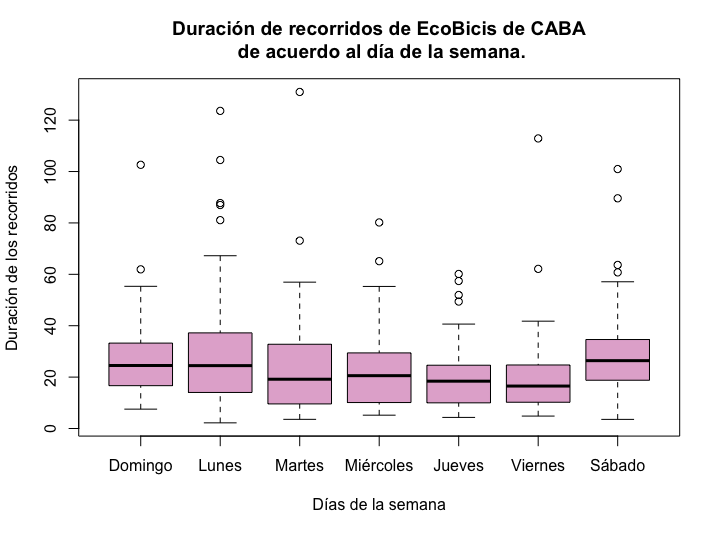 Duración de recorridos de EcoBicis de CABA
de acuerdo al día de la semana.
Duración de los recorridos
120
100
80
60
40
20
0
Domingo Lunes Martes Miércoles Jueves Viernes Sábado
Días de la semana